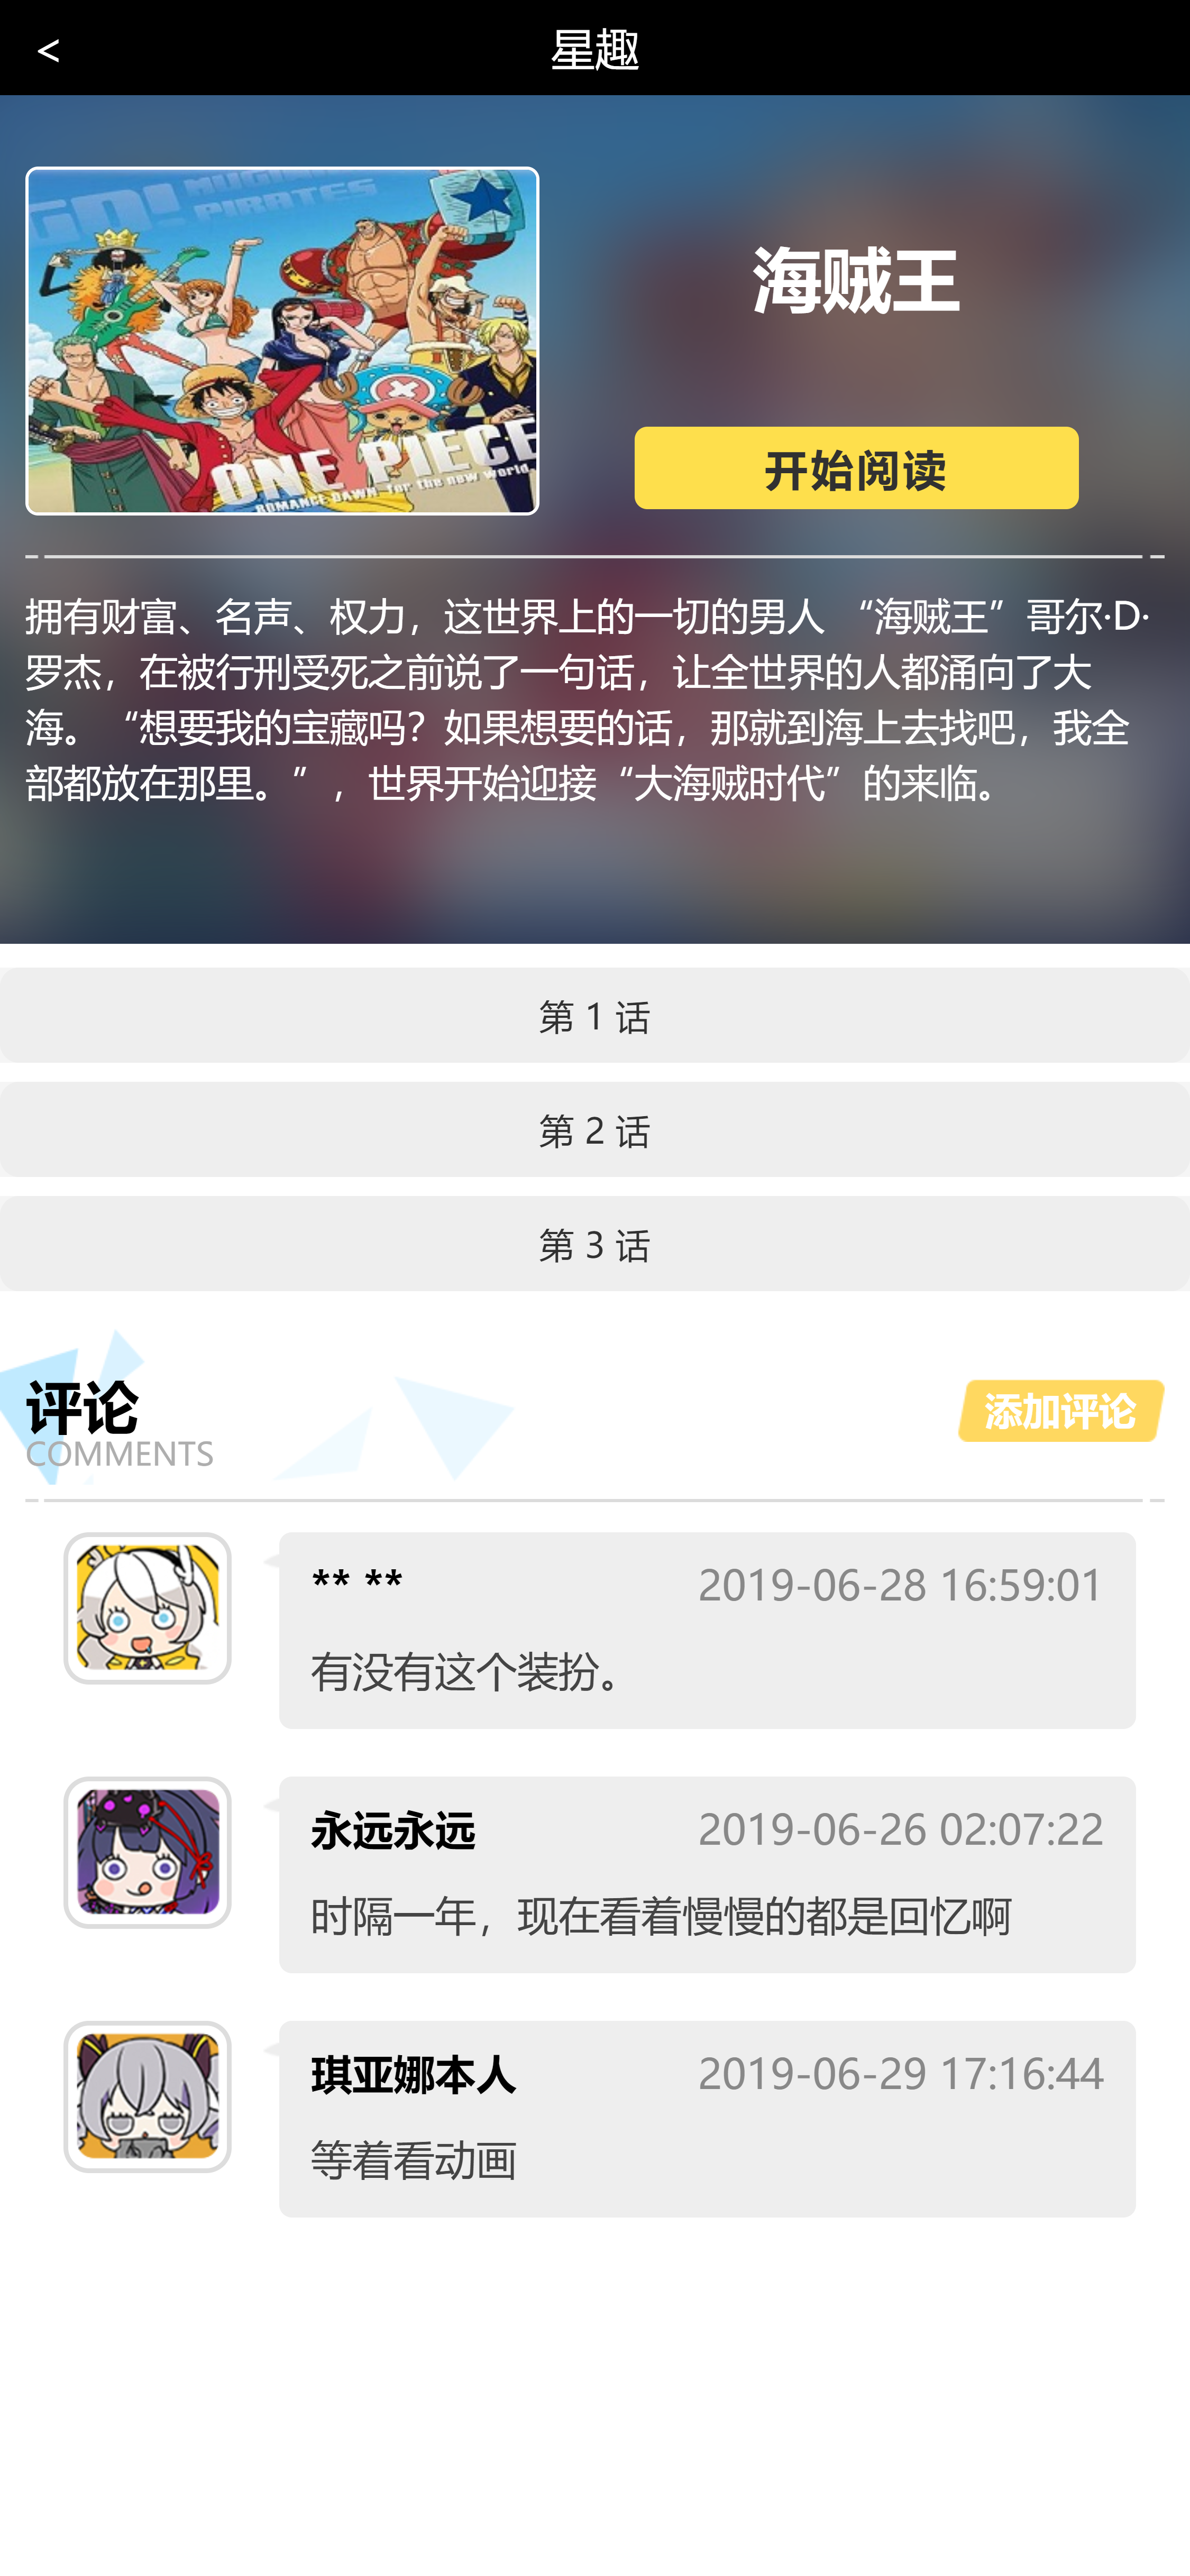 <
星趣
GO! MUGIWARA
PIRATES
ONE PIECE
ROMANCE DAWN for the new world
海贼王
开始阅读
拥有财富、名声、权力，这世界上的一切的男人 “海贼王”哥尔·D·
罗杰，在被行刑受死之前说了一句话，让全世界的人都涌向了大
海。“想要我的宝藏吗？如果想要的话，那就到海上去找吧，我全
部都放在那里。”，世界开始迎接“大海贼时代”的来临。
第 1 话
第 2 话
第 3 话
评论
COMMENTS
添加评论
** **
2019-06-28 16:59:01
有没有这个装扮。
永远永远
2019-06-26 02:07:22
时隔一年，现在看着慢慢的都是回忆啊
琪亚娜本人
2019-06-29 17:16:44
等着看动画